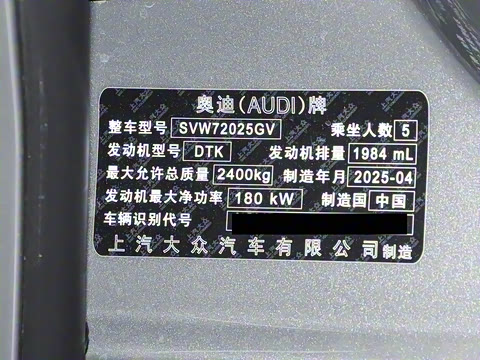 奥迪(AUDI)牌
整车型号 SVW72025GV 乘坐人数 5
发动机型号 DTK 发动机排量 1984 mL
最大允许总质量 2400kg 制造年月 2025-04
发动机最大净功率 180 kW 制造国 中国
车辆识别代号
上汽大众汽车有限公司制造